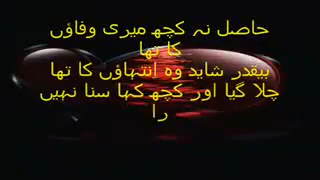 حاصل نہ کچھ میری وفاؤں
کا تھا
بیقدر شاید وہ انتہاؤں کا تھا
چلا گیا اور کچھ کہا سنا نہیں
را